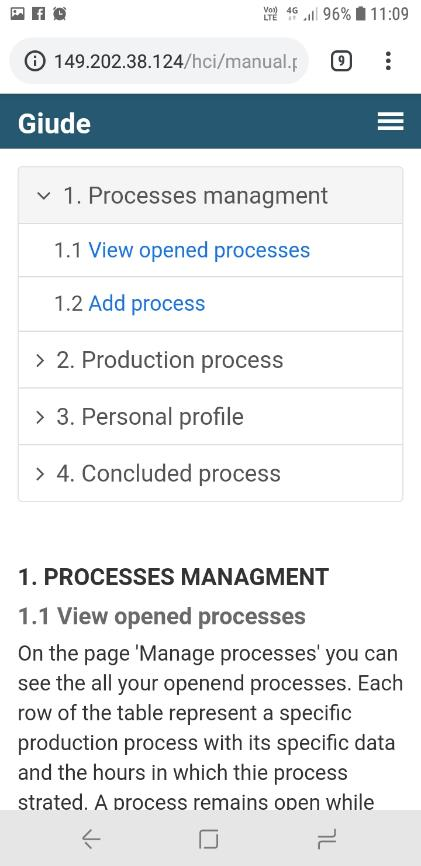 Voo) LTE 4G 96% 11:09
149.202.38.124/hci/manual.p
9
Giude
1. Processes managment
1.1 View opened processes
1.2 Add process
2. Production process
3. Personal profile
4. Concluded process
1. PROCESSES MANAGMENT
1.1 View opened processes
On the page 'Manage processes' you can
see the all your openend processes. Each
row of the table represent a specific
production process with its specific data
and the hours in which thie process
strated. A process remains open while